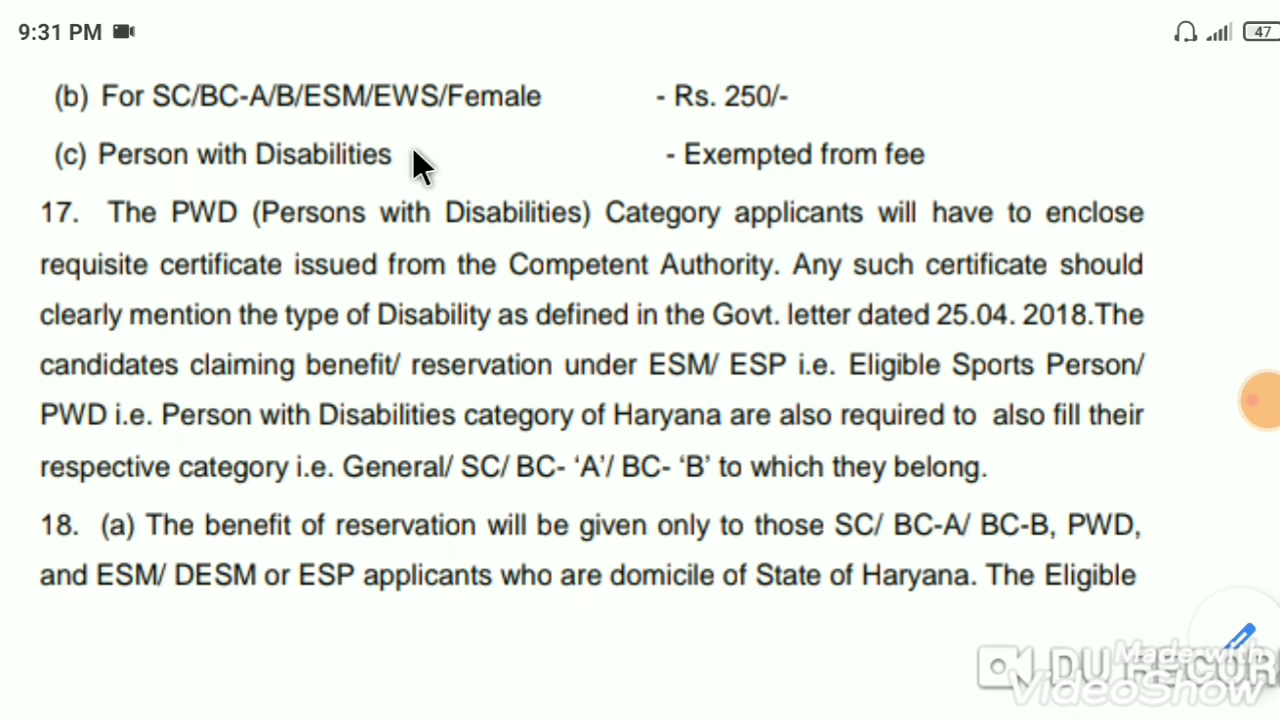 9:31 PM
47
(b) For SC/BC-A/B/ESM/EWS/Female - Rs. 250/-
(c) Person with Disabilities - Exempted from fee
17. The PWD (Persons with Disabilities) Category applicants will have to enclose
requisite certificate issued from the Competent Authority. Any such certificate should
clearly mention the type of Disability as defined in the Govt. letter dated 25.04. 2018.The
candidates claiming benefit/ reservation under ESM/ ESP i.e. Eligible Sports Person/
PWD i.e. Person with Disabilities category of Haryana are also required to also fill their
respective category i.e. General/ SC/ BC- ‘A’/ BC- ‘B’ to which they belong.
18. (a) The benefit of reservation will be given only to those SC/ BC-A/ BC-B, PWD,
and ESM/ DESM or ESP applicants who are domicile of State of Haryana. The Eligible
Made with
DU RECOR
VideoShow